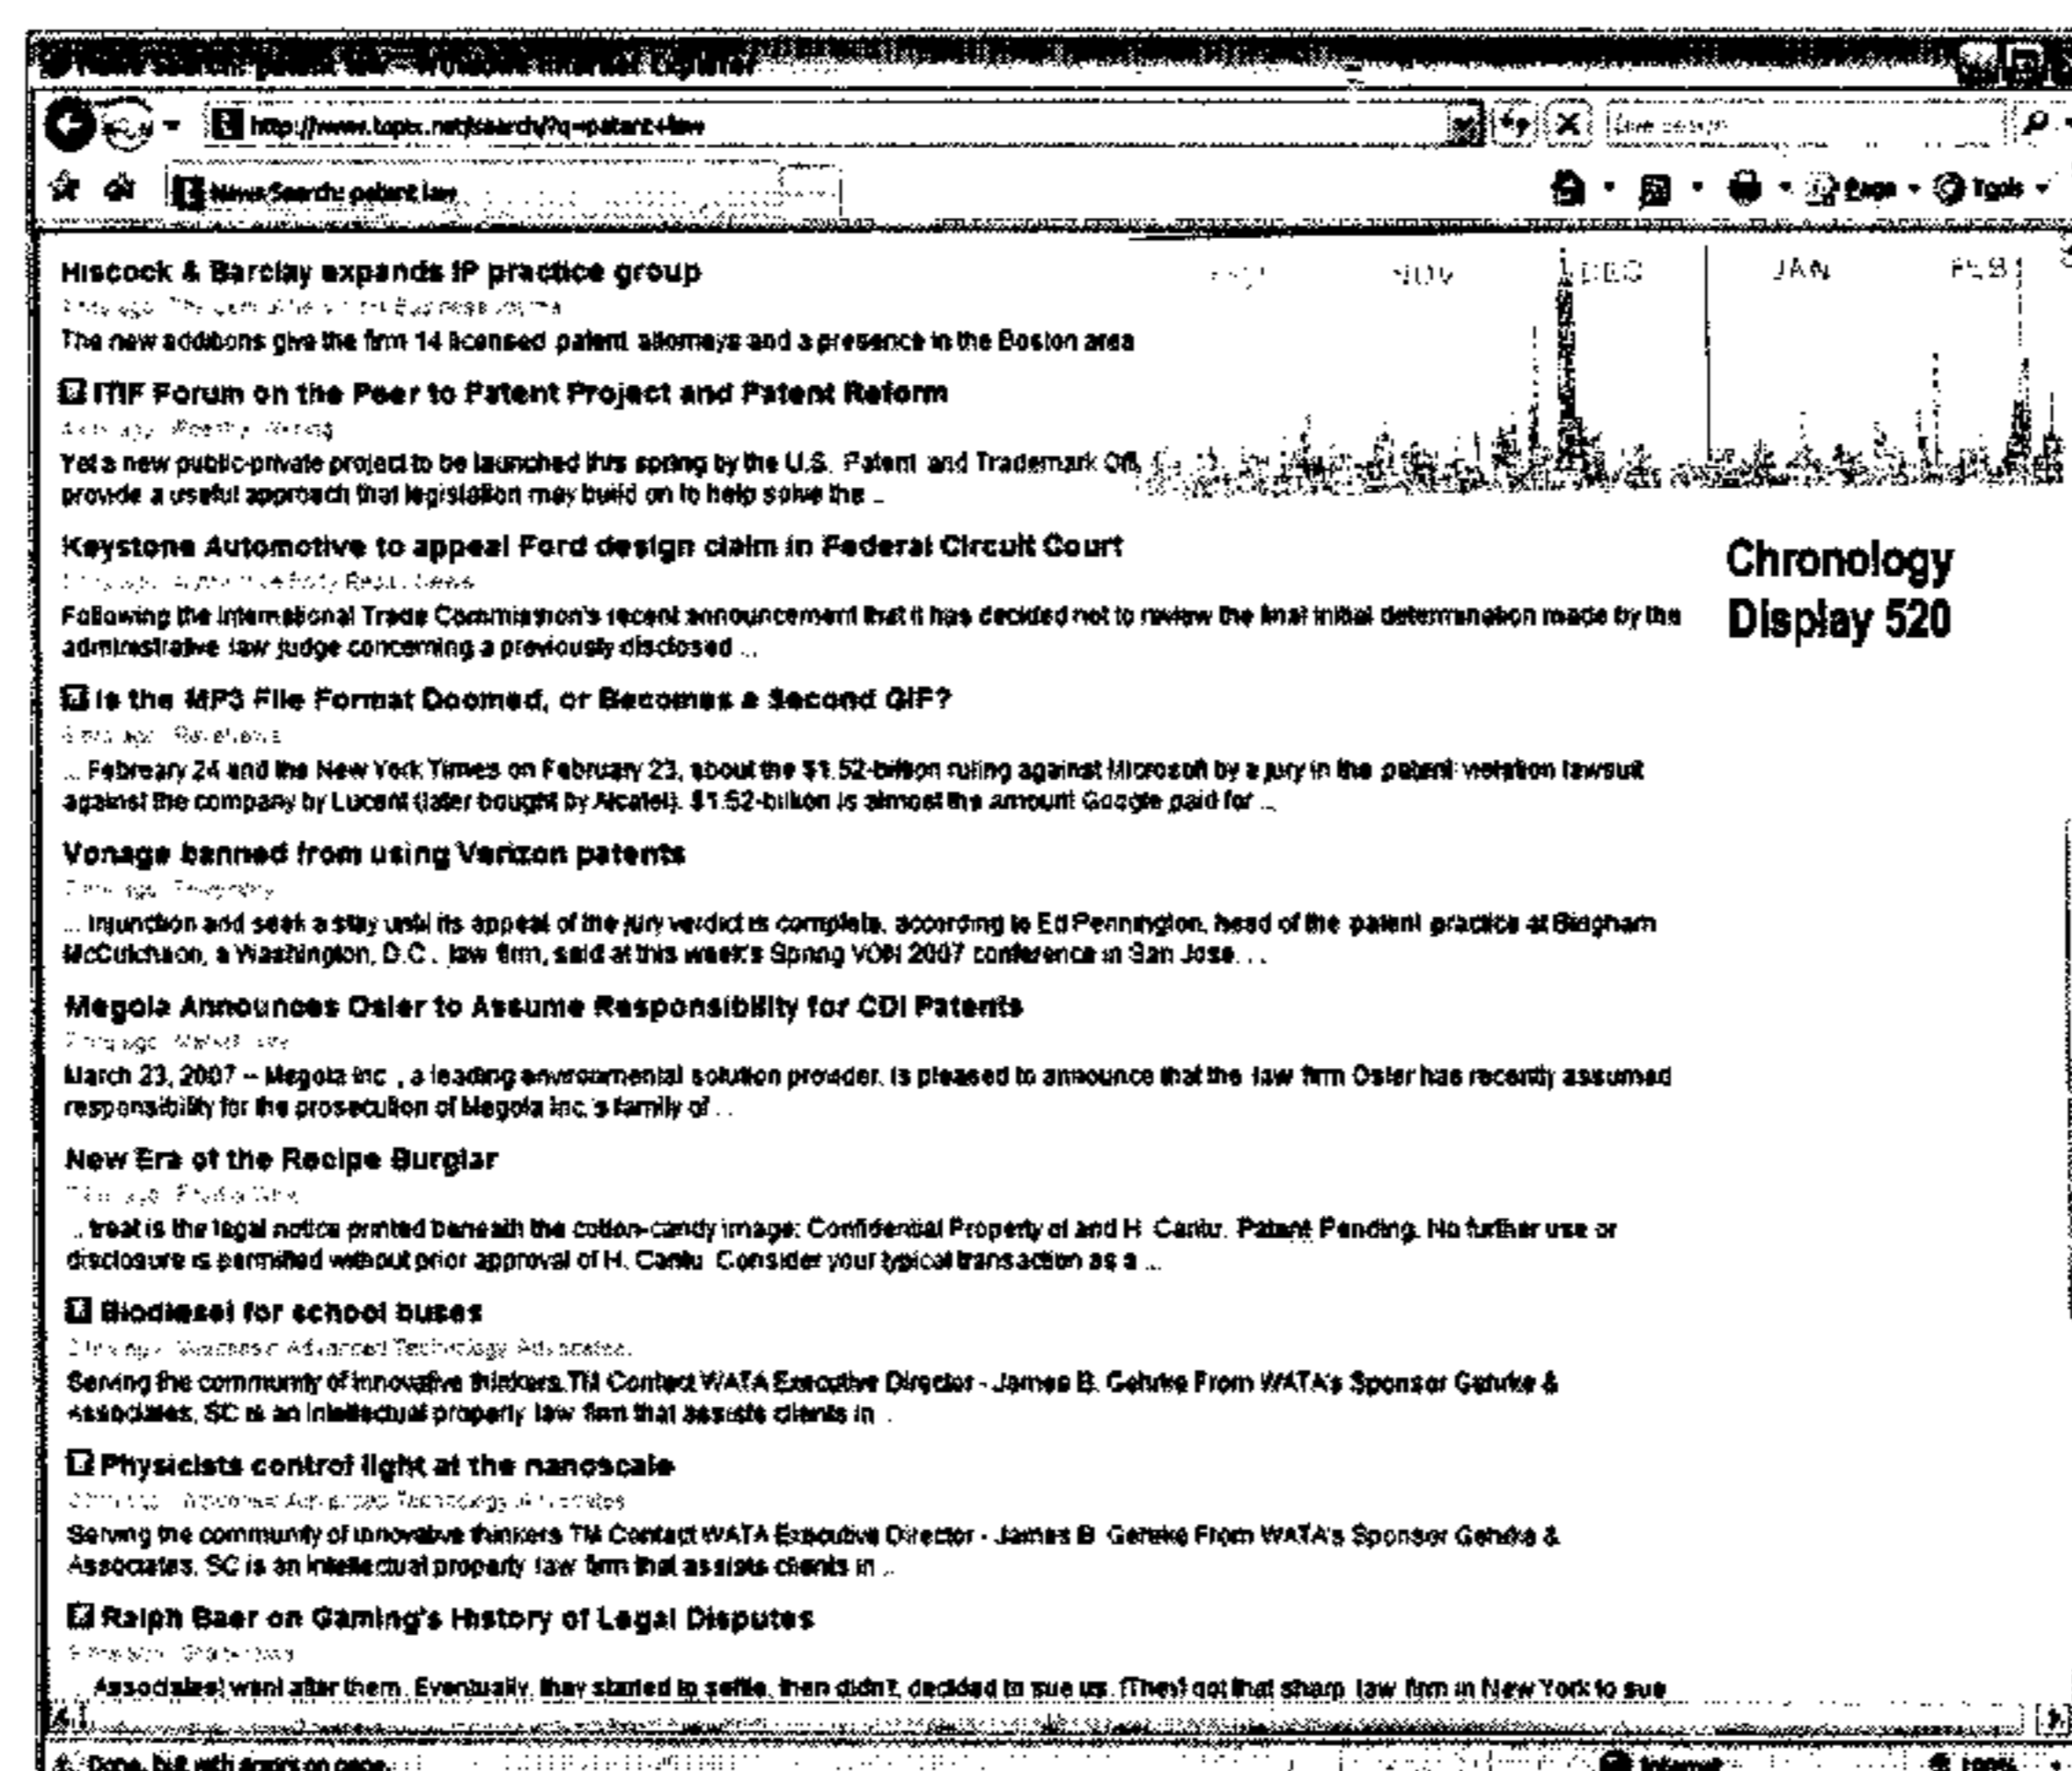 http://www.topix.net/search/?q=patent+law
Live Search
News Search: patent law
Page
Tools
Hiscock & Barclay expands IP practice group
The new additions give the firm 14 licensed patent attorneys and a presence in the Boston area
NOV
DEC
JAN
FEB
ITIF Forum on the Peer to Patent Project and Patent Reform
Yet a new public-private project to be launched this spring by the U.S. Patent and Trademark Offi
provide a useful approach that legislation may build on to help solve the ...
Keystone Automotive to appeal Ford design claim in Federal Circuit Court
Following the International Trade Commission's recent announcement that it has decided not to review the final initial determination made by the
administrative law judge concerning a previously disclosed ...
Chronology
Display 520
Is the MP3 File Format Doomed, or Becomes a Second GIF?
... February 24 and the New York Times on February 23, about the $1.52-billion ruling against Microsoft by a jury in the patent violation lawsuit
against the company by Lucent (later bought by Alcatel). $1.52-billion is almost the amount Google paid for ...
Vonage banned from using Verizon patents
... injunction and seek a stay until its appeal of the jury verdict is complete, according to Ed Pennington, head of the patent practice at Bingham
McCutchson, a Washington, D.C., law firm, said at this week's Spring VON 2007 conference in San Jose. ...
Megola Announces Osler to Assume Responsibility for CDI Patents
March 23, 2007 -- Megola Inc., a leading environmental solution provider, is pleased to announce that the law firm Osler has recently assumed
responsibility for the prosecution of Megola Inc.'s family of ...
New Era of the Recipe Burglar
... treat is the legal notice printed beneath the cotton-candy image: Confidential Property of and H. Cantu. Patent Pending. No further use or
disclosure is permitted without prior approval of H. Cantu. Consider your typical transaction as a ...
Biodiesel for school buses
Advanced Technology Advocates
Serving the community of innovative thinkers.TM Contact WATA Executive Director - James B. Gehrke From WATA's Sponsor Gehrke &
Associates, SC is an intellectual property law firm that assists clients in ...
Physicists control light at the nanoscale
Serving the community of innovative thinkers.TM Contact WATA Executive Director - James B. Gehrke From WATA's Sponsor Gehrke &
Associates, SC is an intellectual property law firm that assists clients in ...
Ralph Baer on Gaming's History of Legal Disputes
Associates] went after them. Eventually, they started to settle, then didn't, decided to sue us. [They] got that sharp law firm in New York to sue
Done, but with errors on page.
Internet
100%